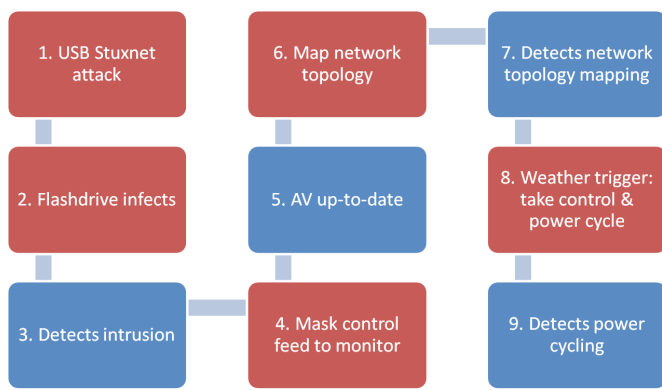 1. USB Stuxnet
attack
2. Flashdrive infects
3. Detects intrusion
4. Mask control
feed to monitor
5. AV up-to-date
6. Map network
topology
7. Detects network
topology mapping
8. Weather trigger:
take control &
power cycle
9. Detects power
cycling